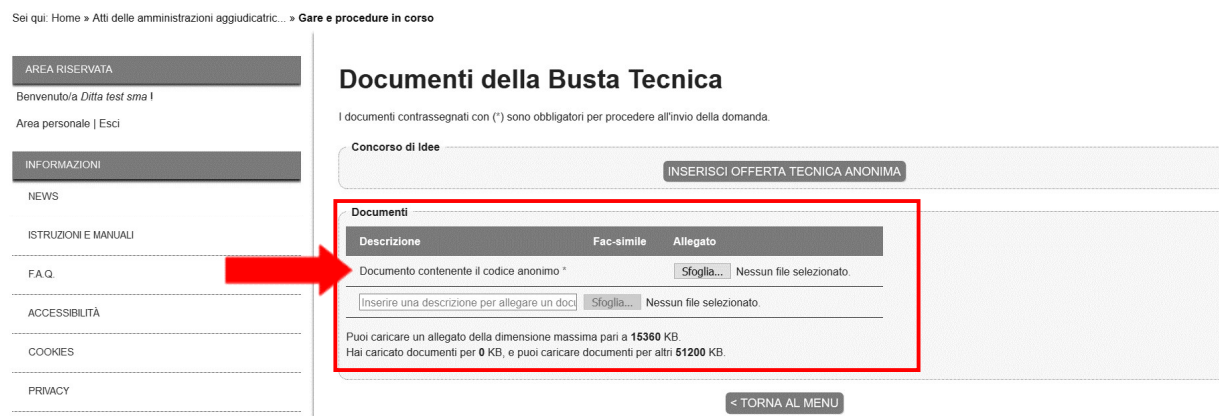 Sei qui: Home » Atti delle amministrazioni aggiudicatric... » Gare e procedure in corso
AREA RISERVATA
Benvenuto/a Ditta test sma !
Area personale | Esci
INFORMAZIONI
NEWS
ISTRUZIONI E MANUALI
F.A.Q.
ACCESSIBILITÀ
COOKIES
PRIVACY
Documenti della Busta Tecnica
I documenti contrassegnati con (*) sono obbligatori per procedere all'invio della domanda.
Concorso di Idee
INSERISCI OFFERTA TECNICA ANONIMA
Documenti
Descrizione Fac-simile Allegato
Documento contenente il codice anonimo * Sfoglia... Nessun file selezionato.
Inserire una descrizione per allegare un docu Sfoglia... Nessun file selezionato.
Puoi caricare un allegato della dimensione massima pari a 15360 KB.
Hai caricato documenti per 0 KB, e puoi caricare documenti per altri 51200 KB.
< TORNA AL MENU